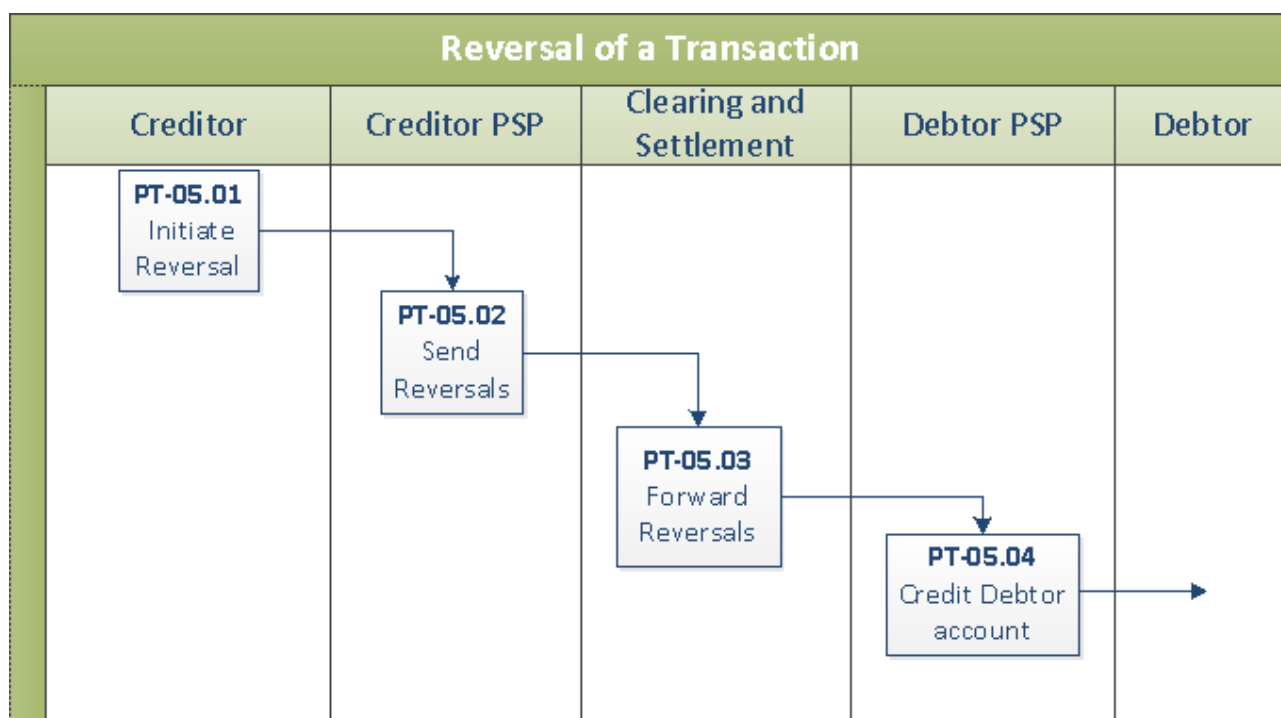 Reversal of a Transaction
Creditor
Creditor PSP
Clearing and
Settlement
Debtor PSP
Debtor
PT-05.01
Initiate
Reversal
PT-05.02
Send
Reversals
PT-05.03
Forward
Reversals
PT-05.04
Credit Debtor
account